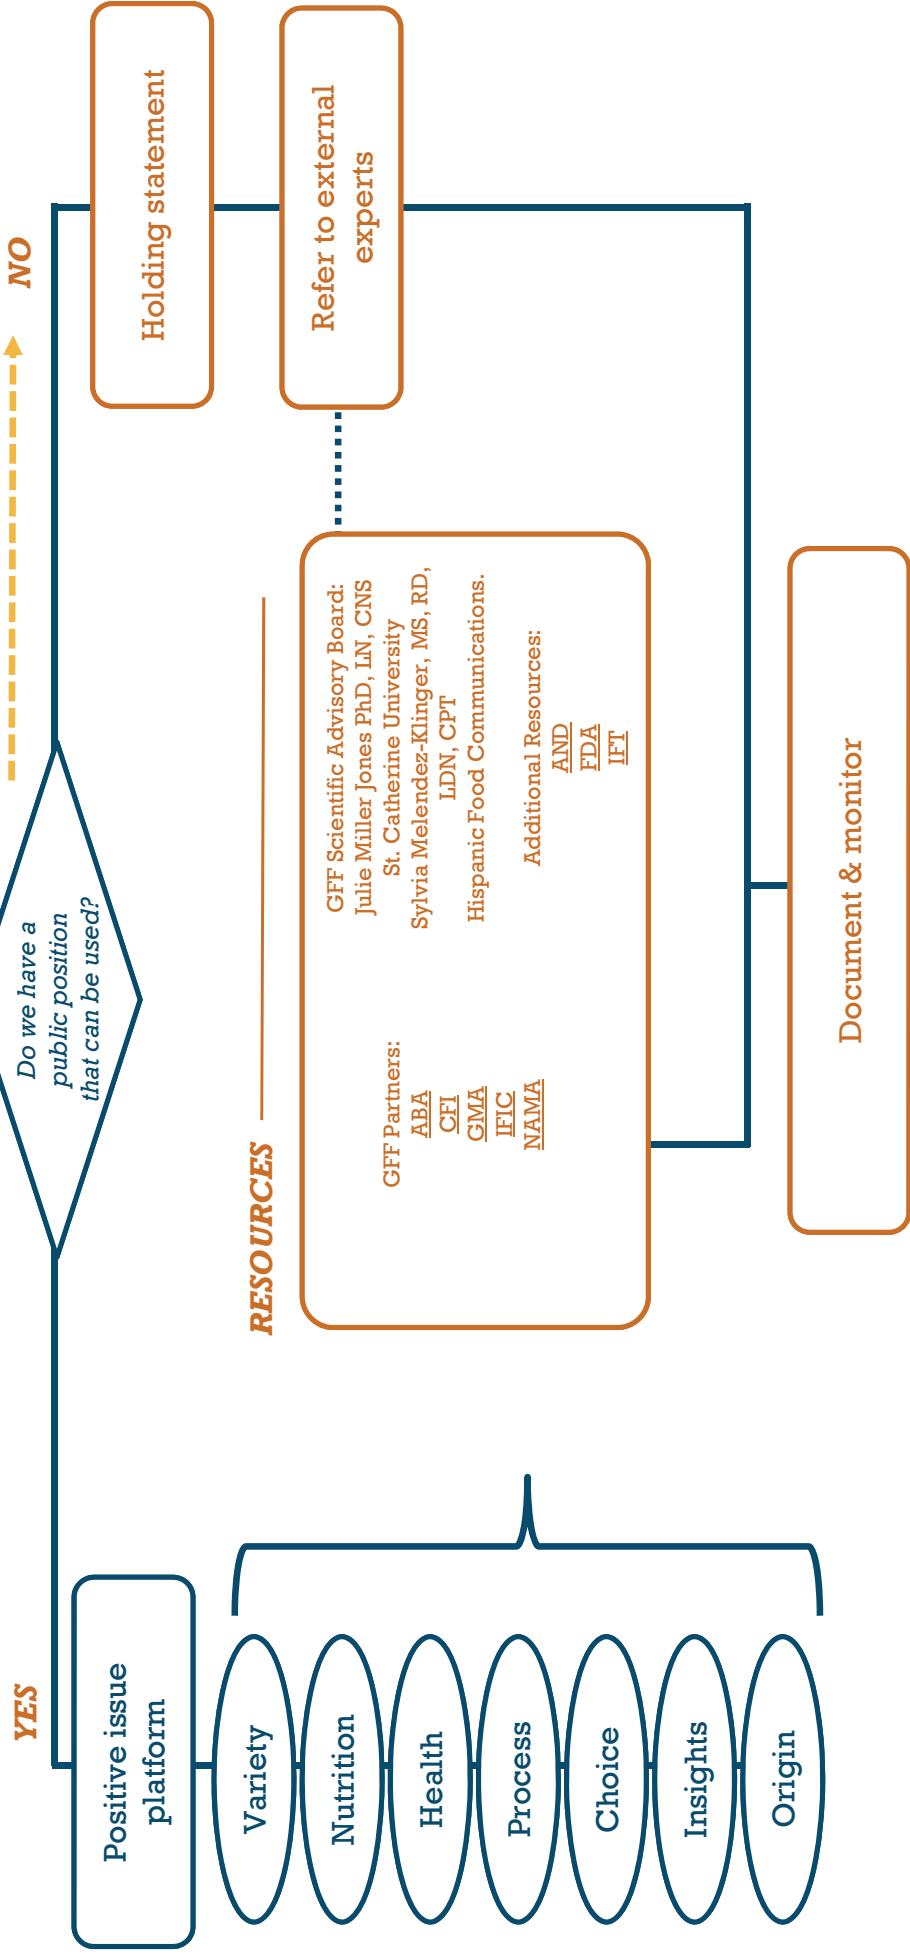 Do we have a
public position
that can be used?
YES
NO
Positive issue
platform
Variety
Nutrition
Health
Process
Choice
Insights
Origin
RESOURCES
GFF Partners:
ABA
CFI
GMA
IFIC
NAMA
GFF Scientific Advisory Board:
Julie Miller Jones PhD, LN, CNS
St. Catherine University
Sylvia Melendez-Klinger, MS, RD,
LDN, CPT
Hispanic Food Communications.
Additional Resources:
AND
FDA
IFT
Holding statement
Refer to external
experts
Document & monitor